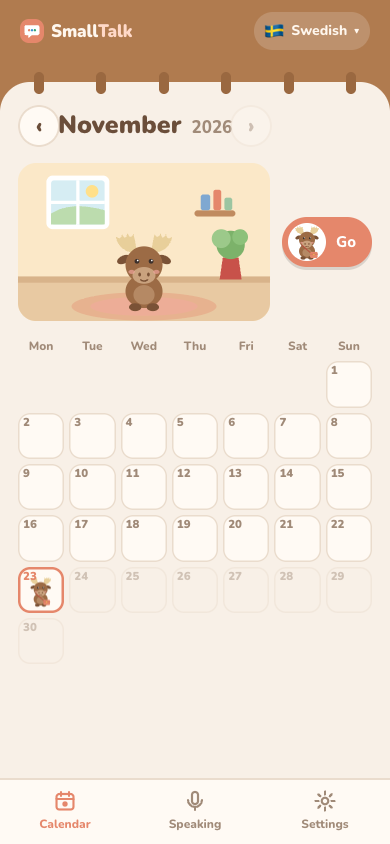 SmallTalk
Swedish
November 2026
Go
Mon Tue Wed Thu Fri Sat Sun
1
2 3 4 5 6 7 8
9 10 11 12 13 14 15
16 17 18 19 20 21 22
23 24 25 26 27 28 29
30
Calendar Speaking Settings